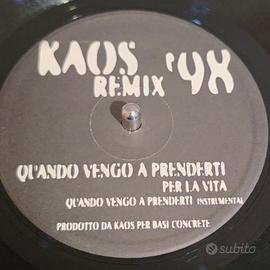 KAOS '98
REMIX
QUANDO VENGO A PRENDERTI
PER LA VITA
QUANDO VENGO A PRENDERTI INSTRUMENTAL
PRODOTTO DA KAOS PER BASI CONCRETE
subito